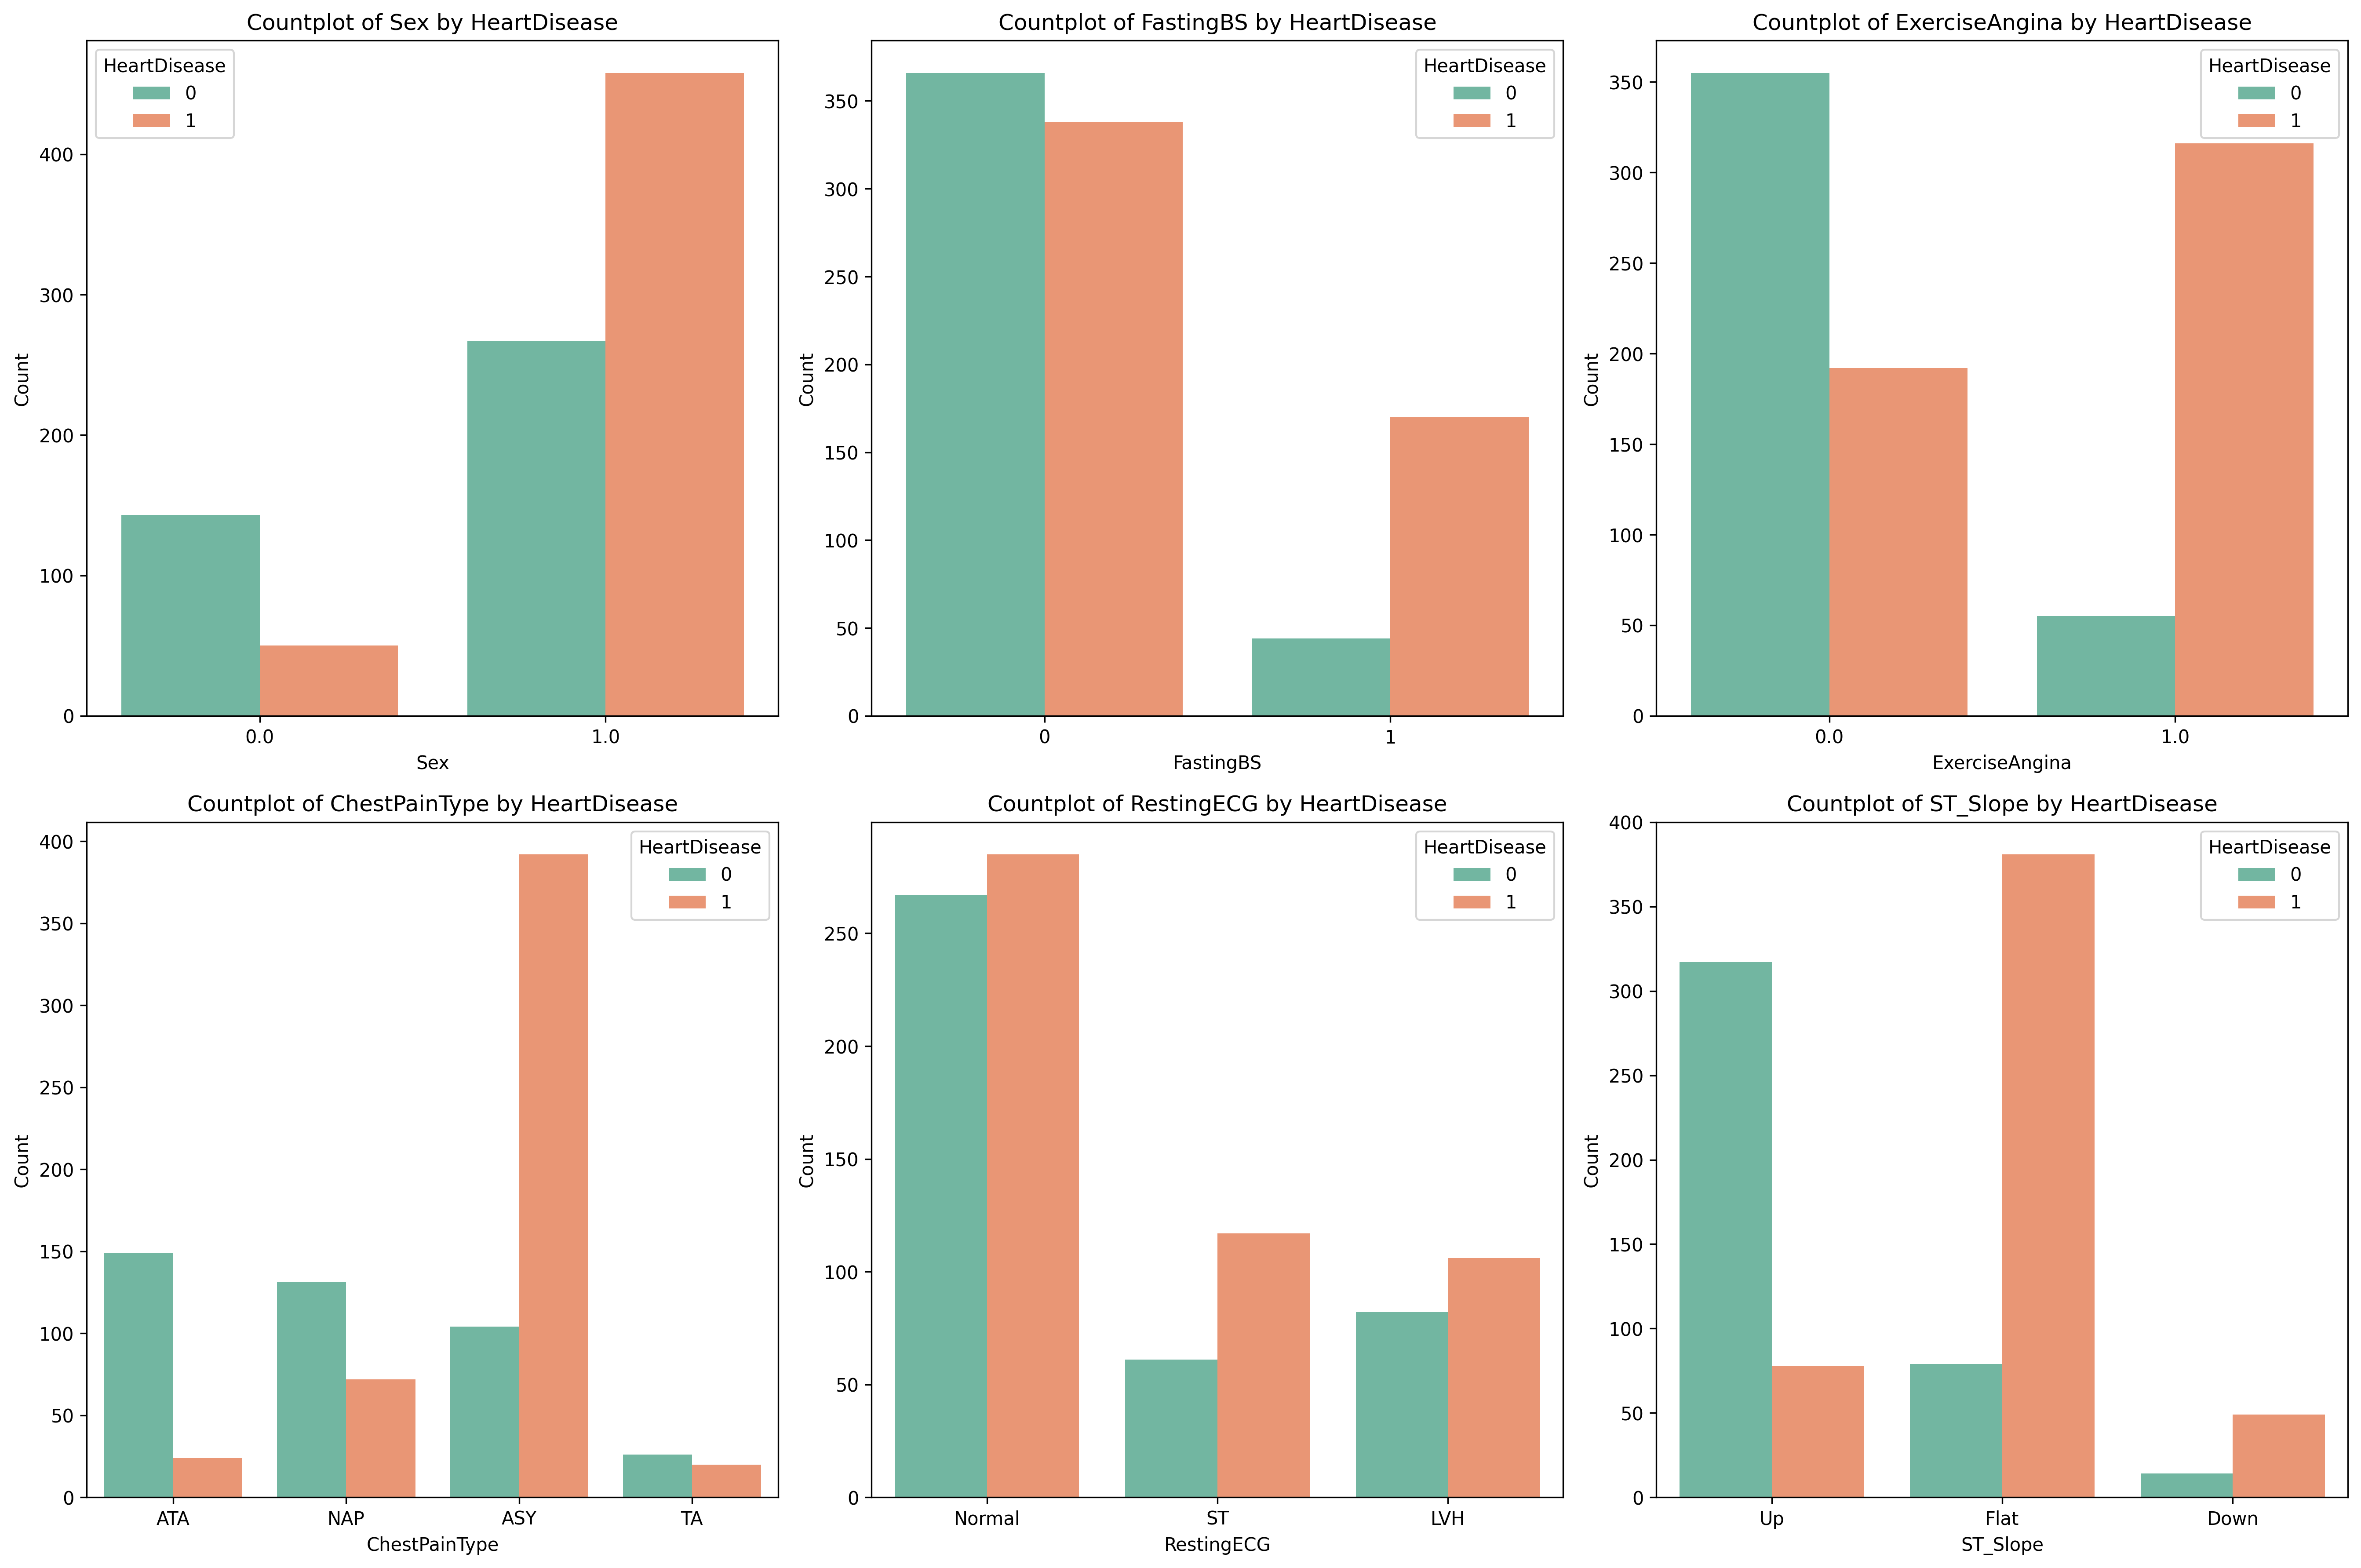 Countplot of Sex by HeartDisease
HeartDisease
0
1
400
300
200
100
0
Count
0.0
1.0
Sex
Countplot of FastingBS by HeartDisease
HeartDisease
0
1
350
300
250
200
150
100
50
0
Count
0
1
FastingBS
Countplot of ExerciseAngina by HeartDisease
HeartDisease
0
1
350
300
250
200
150
100
50
0
Count
0.0
1.0
ExerciseAngina
Countplot of ChestPainType by HeartDisease
HeartDisease
0
1
400
350
300
250
200
150
100
50
0
Count
ATA
NAP
ASY
TA
ChestPainType
Countplot of RestingECG by HeartDisease
HeartDisease
0
1
250
200
150
100
50
0
Count
Normal
ST
LVH
RestingECG
Countplot of ST_Slope by HeartDisease
HeartDisease
0
1
400
350
300
250
200
150
100
50
0
Count
Up
Flat
Down
ST_Slope